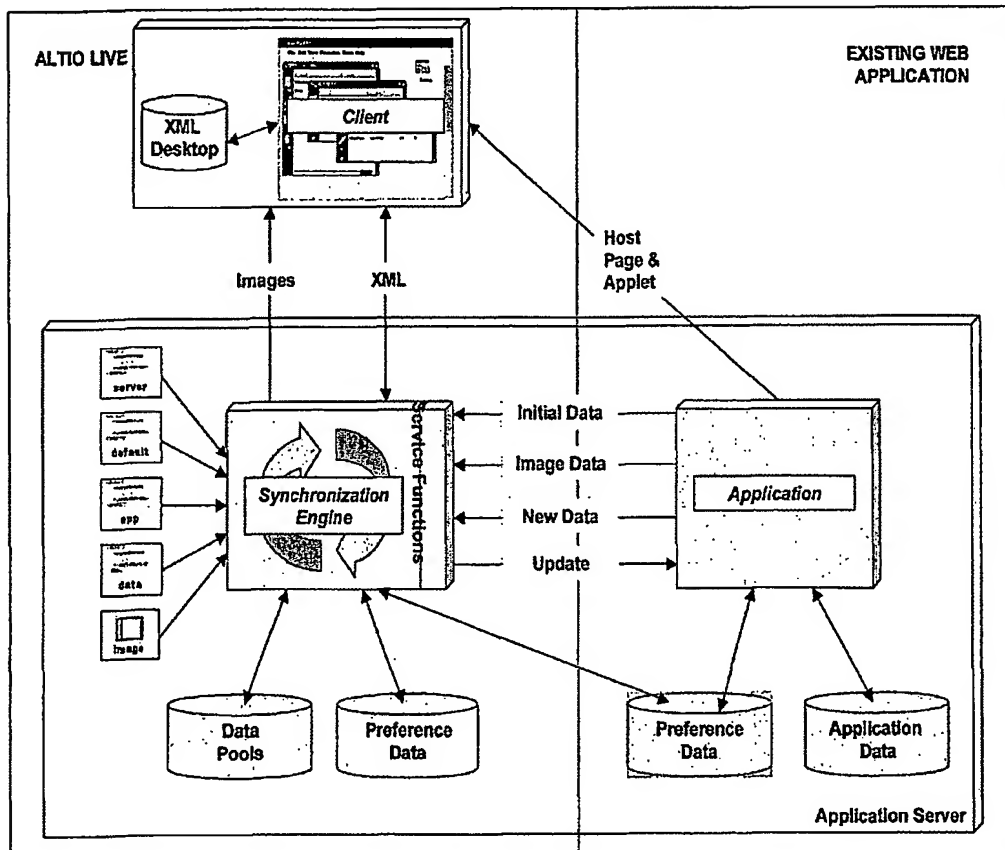 ALTIO LIVE
EXISTING WEB
APPLICATION
XML
Desktop
Client
Host
Page &
Applet
Images
XML
server
default
app
data
image
Synchronization
Engine
Service Functions
Initial Data
Image Data
New Data
Update
Application
Data
Pools
Preference
Data
Preference
Data
Application
Data
Application Server